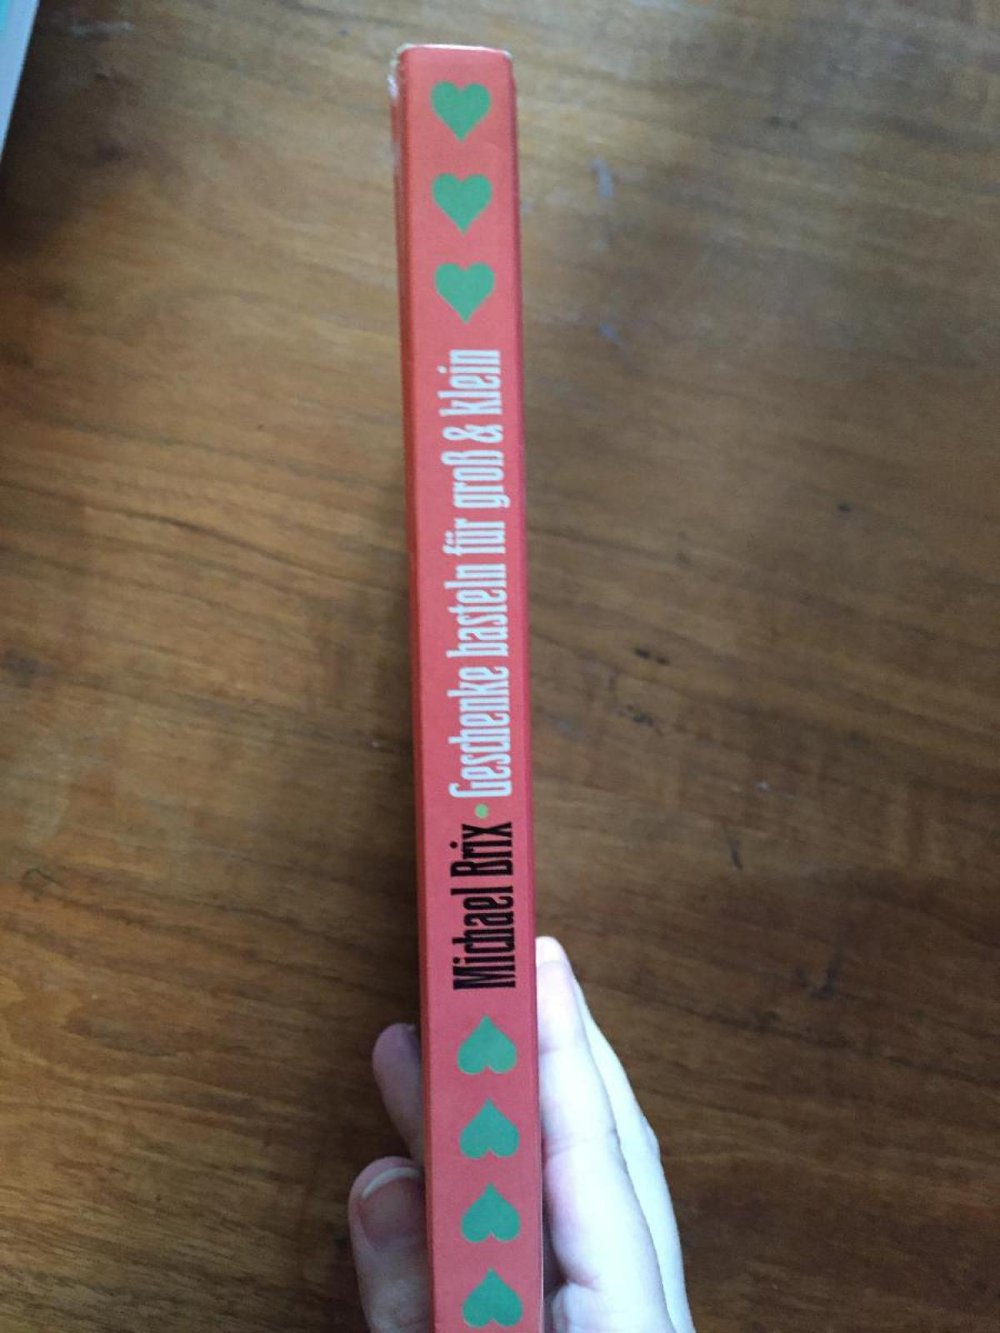 Michael Brix • Geschenke basteln für groß & klein